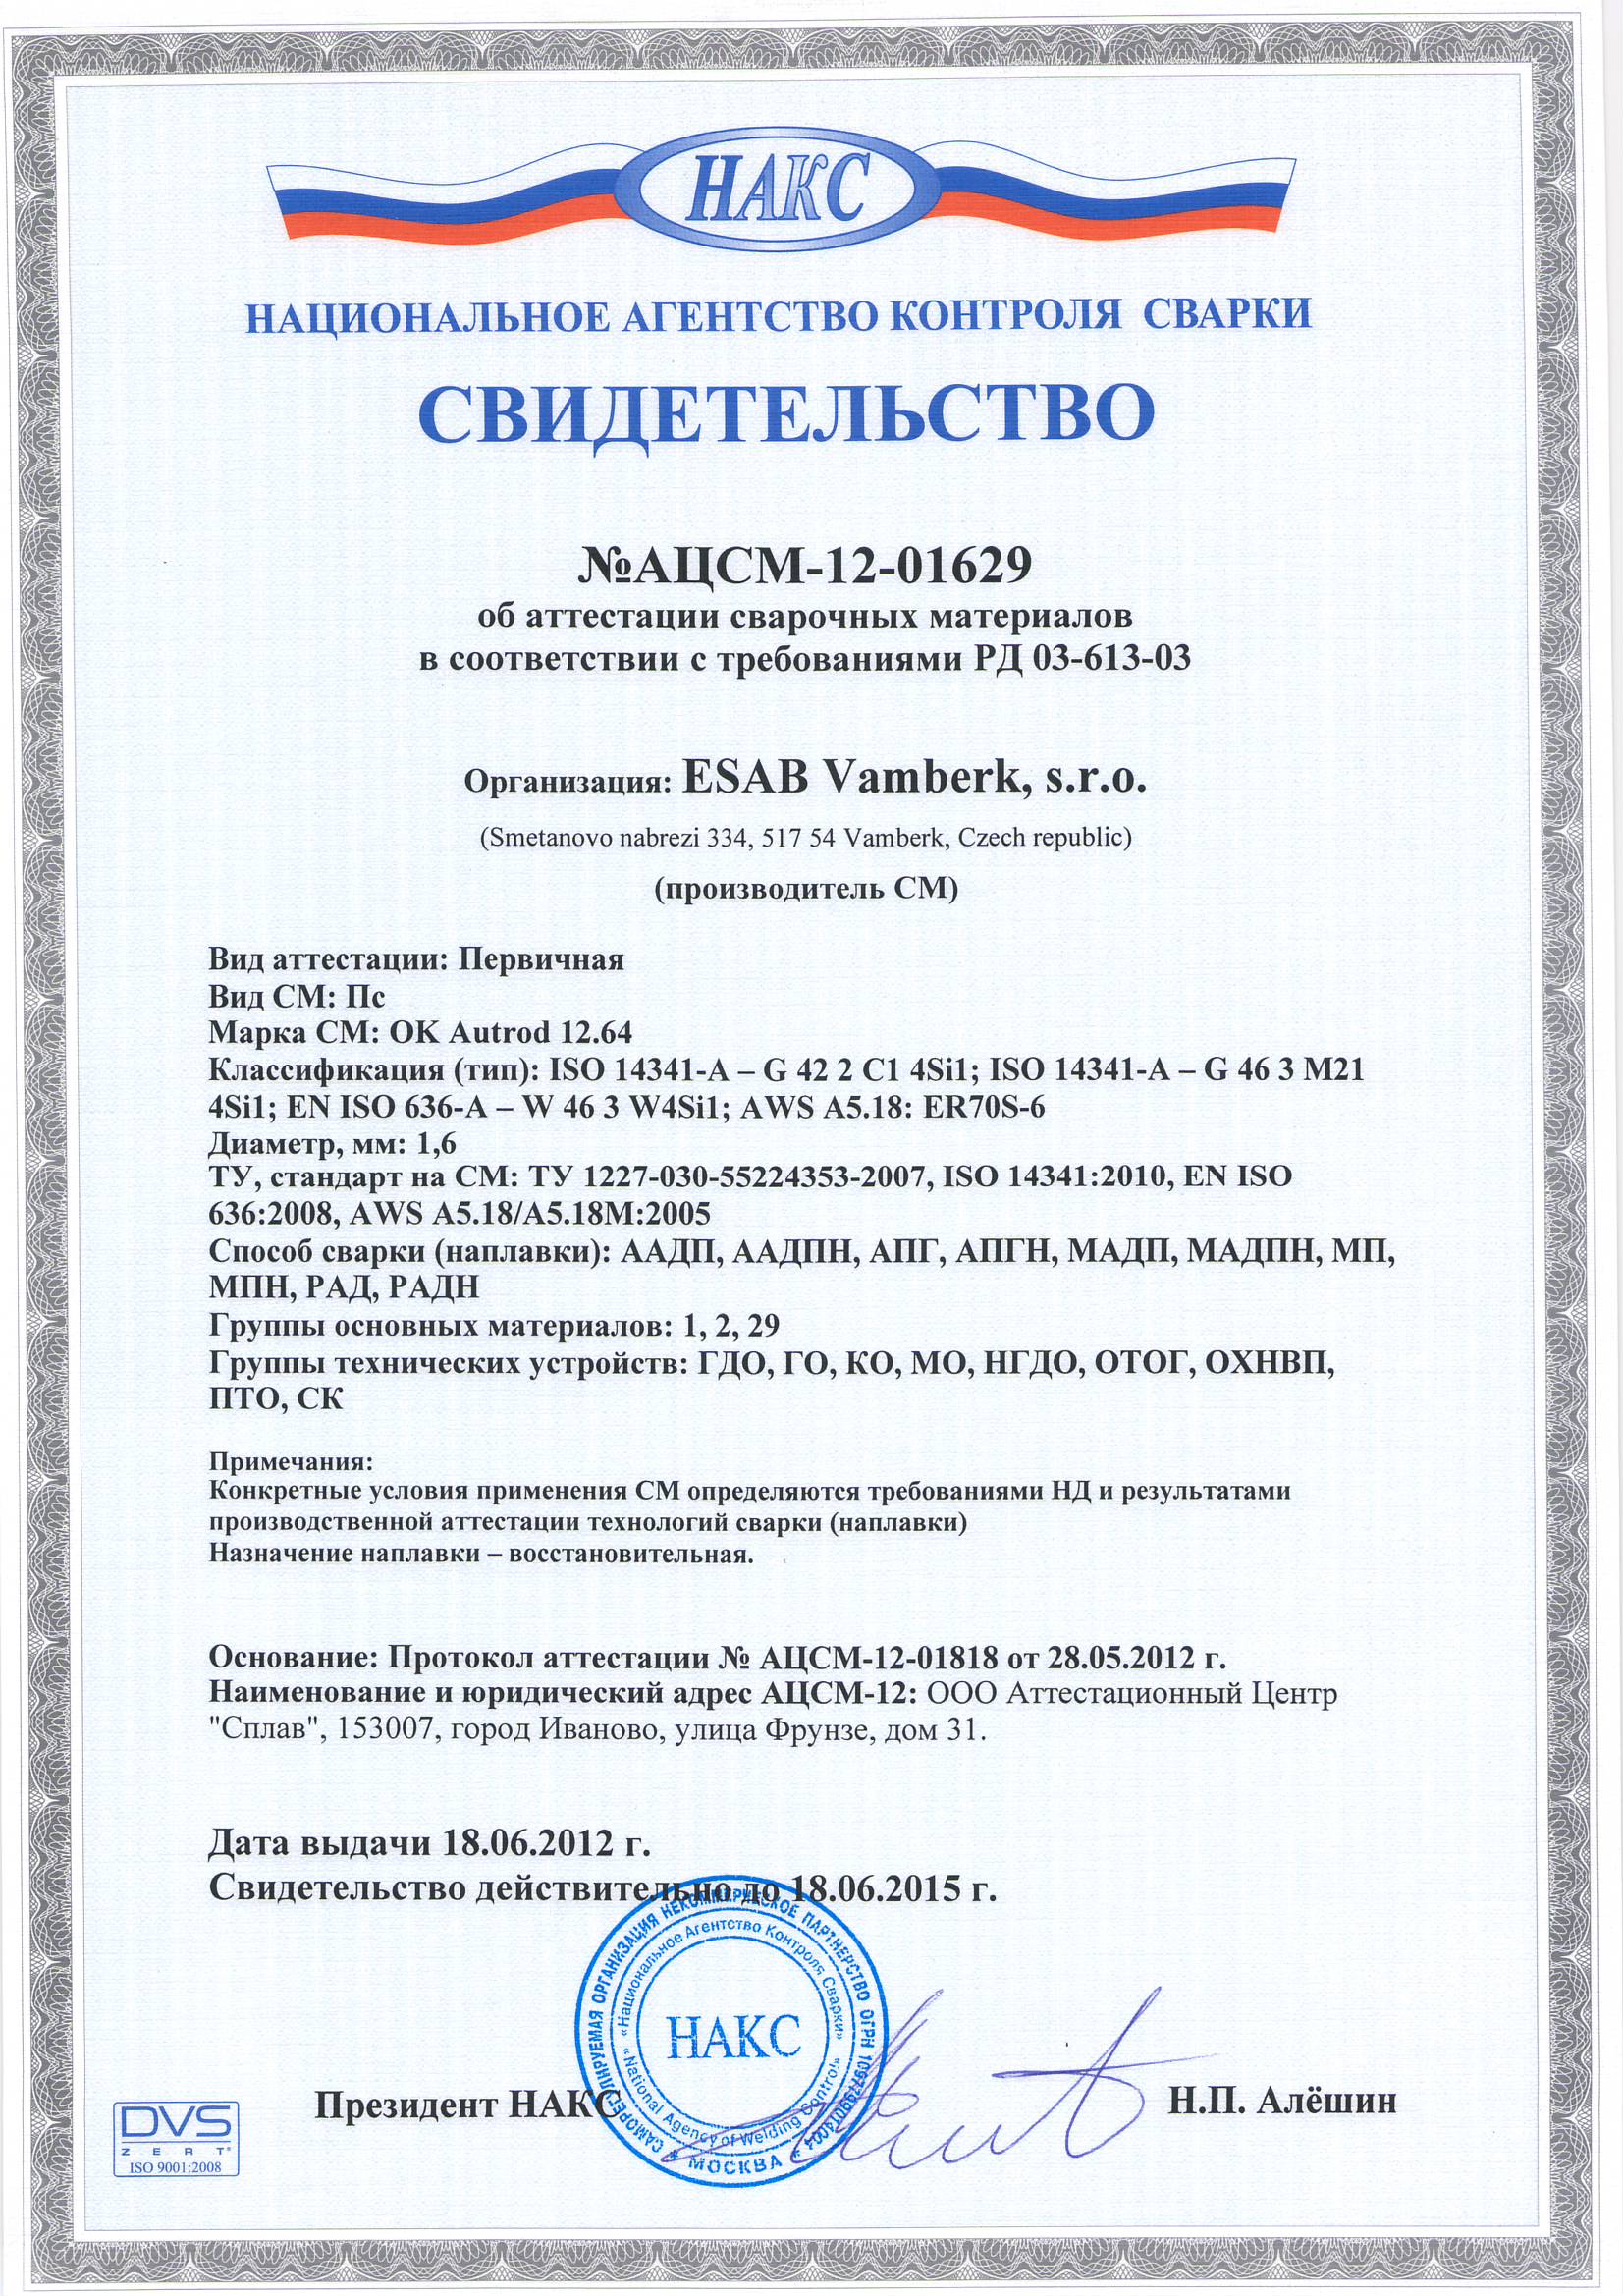 НАКС
НАЦИОНАЛЬНОЕ АГЕНТСТВО КОНТРОЛЯ СВАРКИ
СВИДЕТЕЛЬСТВО
№АЦСМ-12-01629
об аттестации сварочных материалов
в соответствии с требованиями РД 03-613-03
Организация: ESAB Vamberk, s.r.o.
(Smetanovo nabrezi 334, 517 54 Vamberk, Czech republic)
(производитель СМ)
Вид аттестации: Первичная
Вид СМ: Пс
Марка СМ: OK Autrod 12.64
Классификация (тип): ISO 14341-A – G 42 2 C1 4Si1; ISO 14341-A – G 46 3 M21
4Si1; EN ISO 636-A – W 46 3 W4Si1; AWS A5.18: ER70S-6
Диаметр, мм: 1,6
ТУ, стандарт на СМ: ТУ 1227-030-55224353-2007, ISO 14341:2010, EN ISO
636:2008, AWS A5.18/A5.18M:2005
Способ сварки (наплавки): ААДП, ААДПН, АПГ, АПГН, МАДП, МАДПН, МП,
МПН, РАД, РАДН
Группы основных материалов: 1, 2, 29
Группы технических устройств: ГДО, ГО, КО, МО, НГДО, ОТОГ, ОХНВП,
ПТО, СК
Примечания:
Конкретные условия применения СМ определяются требованиями НД и результатами
производственной аттестации технологий сварки (наплавки)
Назначение наплавки – восстановительная.
Основание: Протокол аттестации № АЦСМ-12-01818 от 28.05.2012 г.
Наименование и юридический адрес АЦСМ-12: ООО Аттестационный Центр
"Сплав", 153007, город Иваново, улица Фрунзе, дом 31.
Дата выдачи 18.06.2012 г.
Свидетельство действительно до 18.06.2015 г.
САМОРЕГУЛИРУЕМАЯ ОРГАНИЗАЦИЯ НЕКОММЕРЧЕСКОЕ ПАРТНЕРСТВО ОГРН
«Национальное Агентство Контроля Сварки»
НАКС
«National Agency of Welding Control»
* МОСКВА *
Президент НАКС
Н.П. Алёшин
DVS
ZERT®
ISO 9001:2008